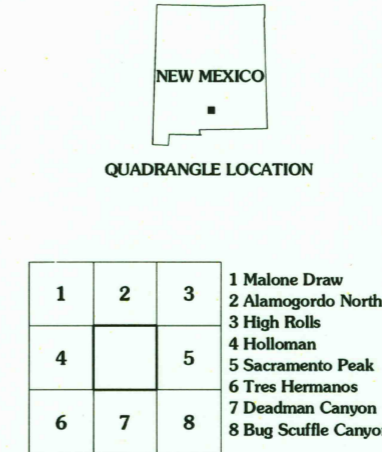 NEW MEXICO
QUADRANGLE LOCATION
1 2 3
4 5
6 7 8
1 Malone Draw
2 Alamogordo North
3 High Rolls
4 Holloman
5 Sacramento Peak
6 Tres Hermanos
7 Deadman Canyon
8 Bug Scuffle Canyon